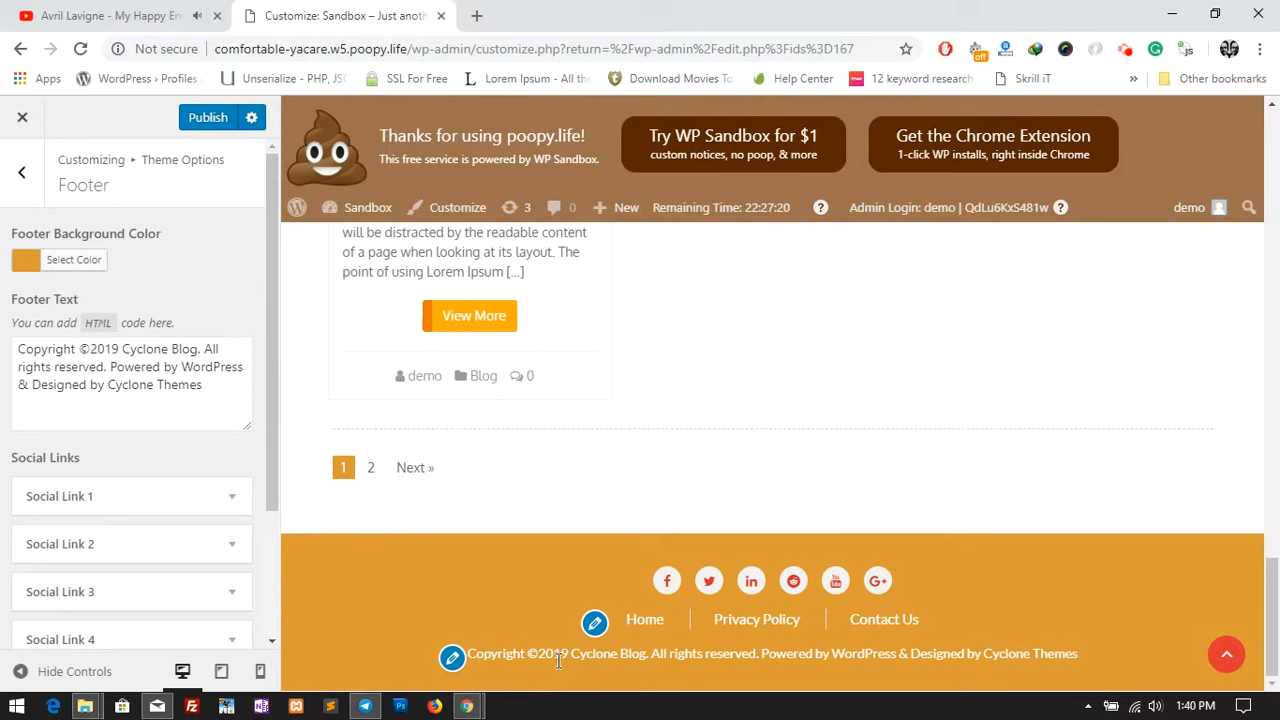 Avril Lavigne - My Happy En
Customize: Sandbox – Just anoth
Not secure
comfortable-yacare.w5.poopy.life/wp-admin/customize.php?return=%2Fwp-admin%2Fedit.php%3Fids%3D167
off
Apps
WordPress › Profiles
Unserialize - PHP, JS
SSL For Free
Lorem Ipsum - All the
Download Movies To
Help Center
12 keyword research
Skrill iT
»
Other bookmarks
Publish
Customizing ▸ Theme Options
Footer
Footer Background Color
Select Color
Footer Text
You can add HTML code here.
Copyright ©2019 Cyclone Blog. All
rights reserved. Powered by WordPress
& Designed by Cyclone Themes
Social Links
Social Link 1
Social Link 2
Social Link 3
Social Link 4
Hide Controls
Thanks for using poopy.life!
This free service is powered by WP Sandbox.
Try WP Sandbox for $1
custom notices, no poop, & more
Get the Chrome Extension
1-click WP installs, right inside Chrome
Sandbox
Customize
3
0
New
Remaining Time: 22:27:20
Admin Login: demo | QdLu6KxS481w
demo
will be distracted by the readable content
of a page when looking at its layout. The
point of using Lorem Ipsum […]
View More
demo
Blog
0
1
2
Next »
Home
Privacy Policy
Contact Us
Copyright ©2019 Cyclone Blog. All rights reserved. Powered by WordPress & Designed by Cyclone Themes
1:40 PM